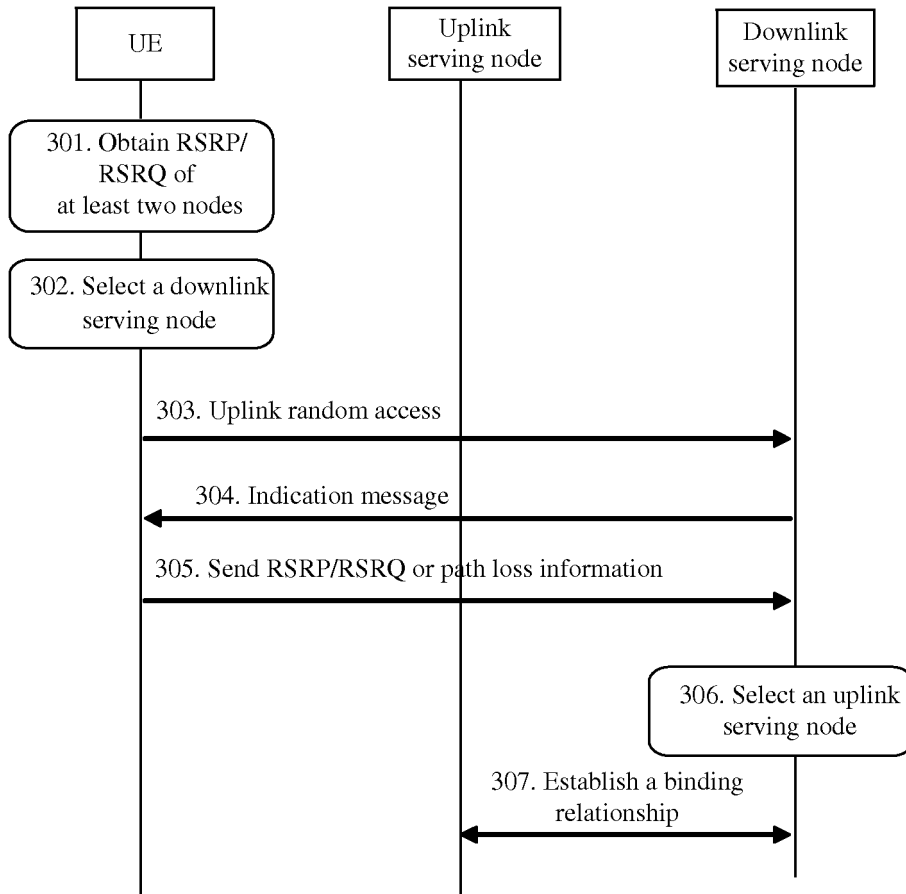 UE
Uplink
serving node
Downlink
serving node
301. Obtain RSRP/
RSRQ of
at least two nodes
302. Select a downlink
serving node
303. Uplink random access
304. Indication message
305. Send RSRP/RSRQ or path loss information
306. Select an uplink
serving node
307. Establish a binding
relationship